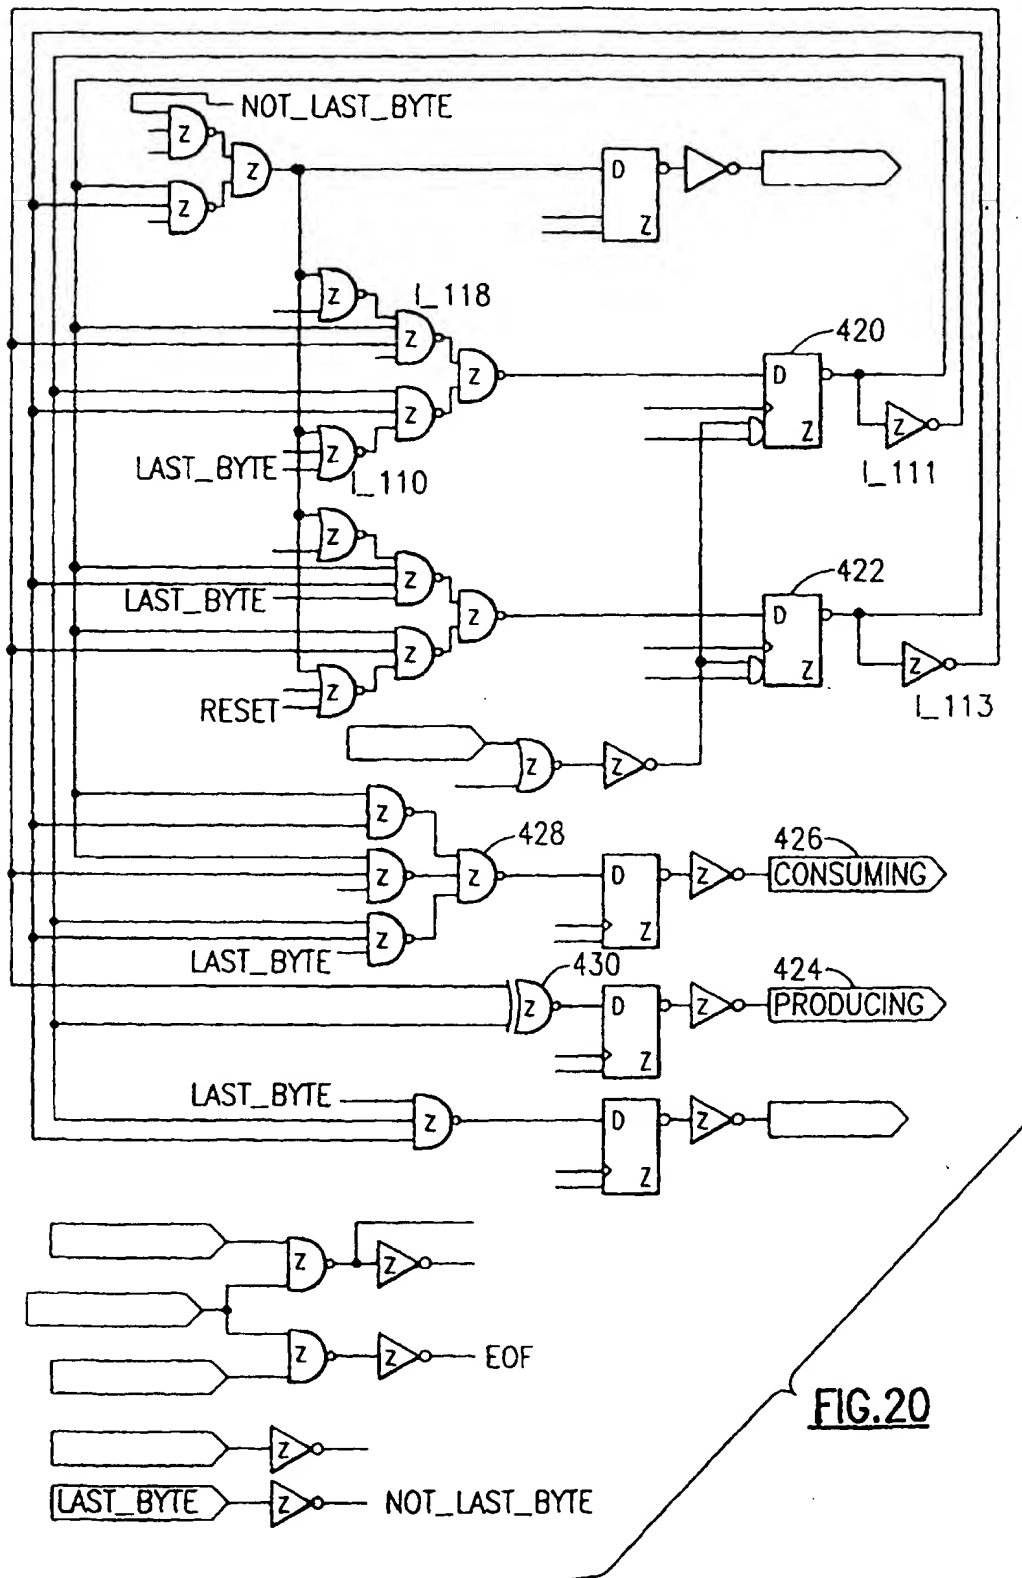 NOT_LAST_BYTE
Z
Z
Z
D
Z
Z
Z
I_118
Z
Z
Z
LAST_BYTE
Z
I_110
420
D
Z
Z
I_111
Z
Z
LAST_BYTE
Z
Z
RESET
Z
422
D
Z
Z
I_113
Z
Z
Z
Z
Z
LAST_BYTE
428
Z
D
Z
Z
426
CONSUMING
430
Z
D
Z
Z
424
PRODUCING
LAST_BYTE
Z
D
Z
Z
Z
Z
Z
Z
EOF
Z
LAST_BYTE
Z
NOT_LAST_BYTE
FIG.20